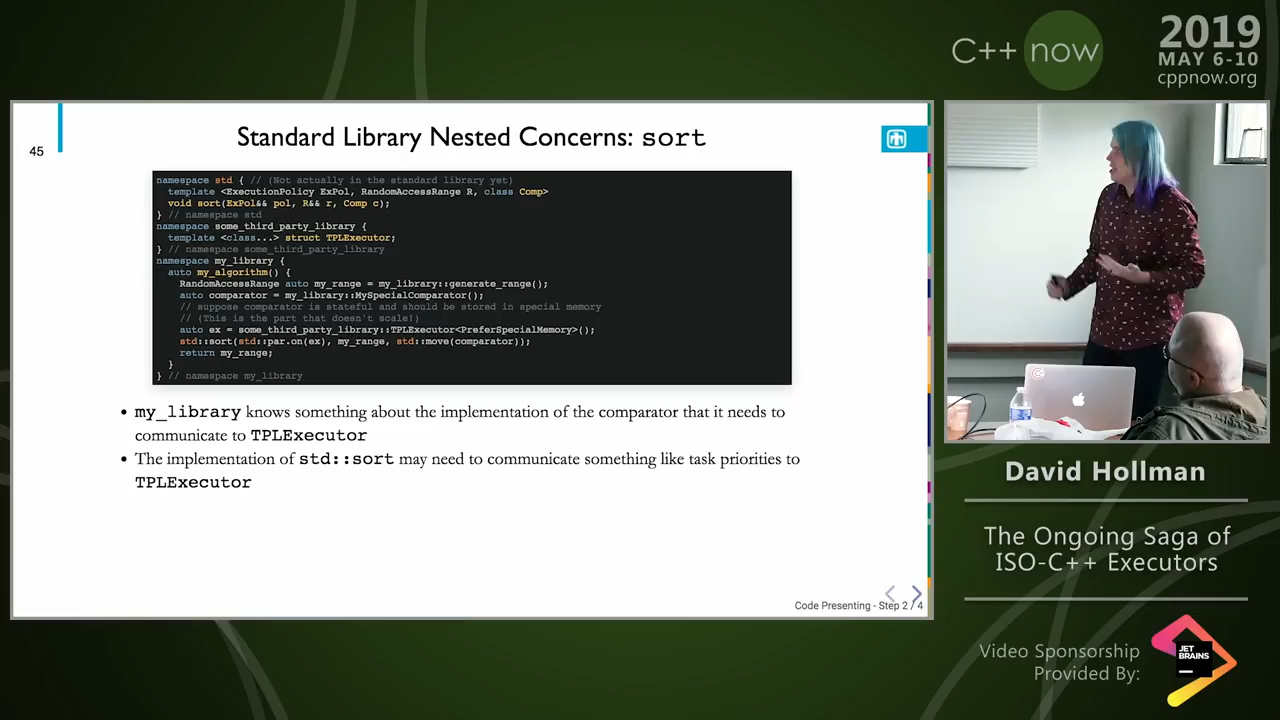 C++ now
2019
MAY 6-10
cppnow.org
45
Standard Library Nested Concerns: sort
namespace std { // (Not actually in the standard library yet)
template <ExecutionPolicy ExPol, RandomAccessRange R, class Comp>
void sort(ExPol&& pol, R&& r, Comp c);
} // namespace std
namespace some_third_party_library {
template <class...> struct TPLExecutor;
} // namespace some_third_party_library
namespace my_library {
auto my_algorithm() {
RandomAccessRange auto my_range = my_library::generate_range();
auto comparator = my_library::MySpecialComparator();
// suppose comparator is stateful and should be stored in special memory
// (This is the part that doesn't scale!)
auto ex = some_third_party_library::TPLExecutor<PreferSpecialMemory>();
std::sort(std::par.on(ex), my_range, std::move(comparator));
return my_range;
}
} // namespace my_library
• my_library knows something about the implementation of the comparator that it needs to
communicate to TPLExecutor
• The implementation of std::sort may need to communicate something like task priorities to
TPLExecutor
Code Presenting - Step 2 / 4
David Hollman
The Ongoing Saga of
ISO-C++ Executors
Video Sponsorship
Provided By:
JET
BRAINS